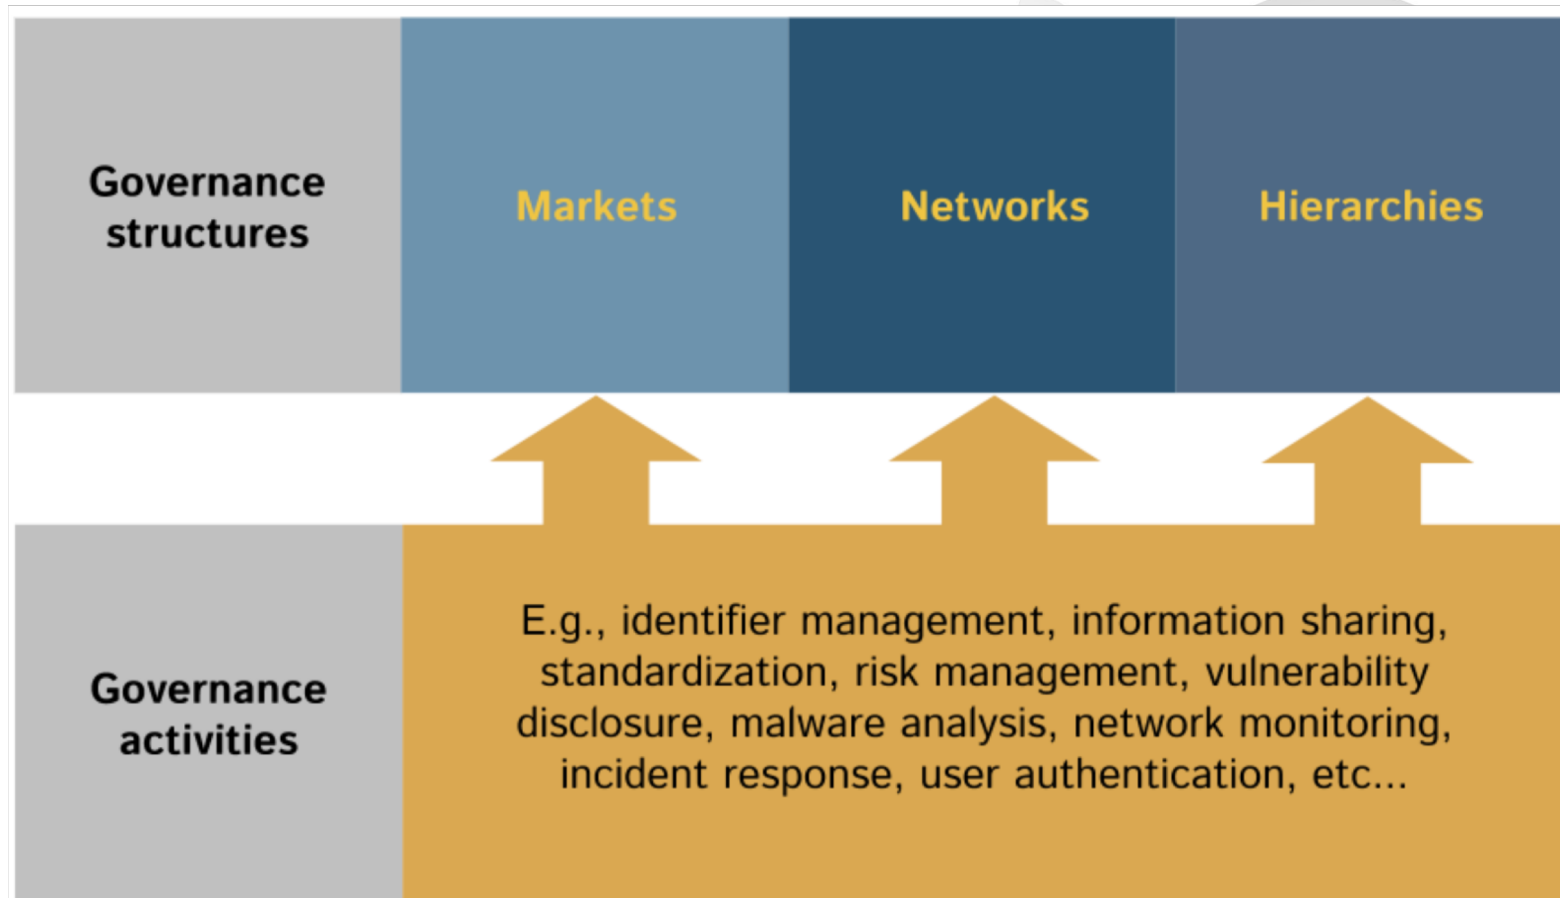 Governance
structures
Markets
Networks
Hierarchies
Governance
activities
E.g., identifier management, information sharing,
standardization, risk management, vulnerability
disclosure, malware analysis, network monitoring,
incident response, user authentication, etc...